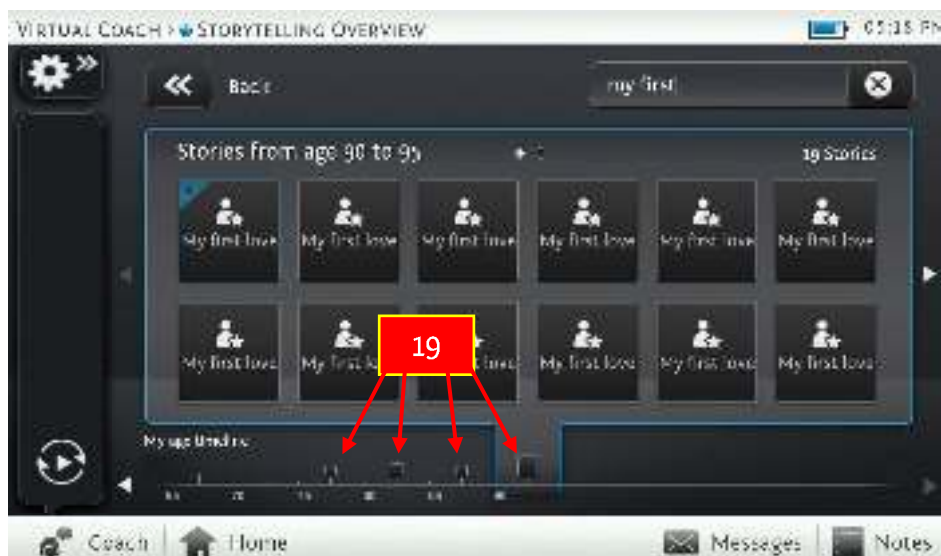 VIRTUAL COACH > STORYTELLING OVERVIEW
Back
my first
Stories from age 90 to 95
19 Stories
My first love My first love My first love My first love My first love My first love
My first love My first love My first love My first love
19
My age timeline
70
90
Coach Home Messages Notes